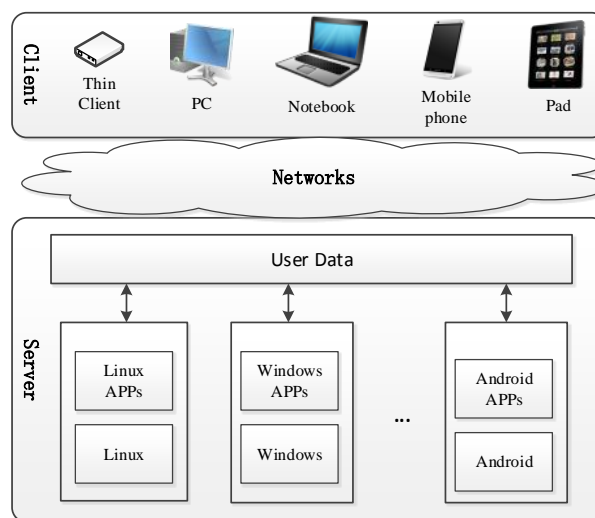 Client
Thin
Client
PC
Notebook
Mobile
phone
Pad
Networks
Server
User Data
Linux
APPs
Linux
Windows
APPs
Windows
...
Android
APPs
Android